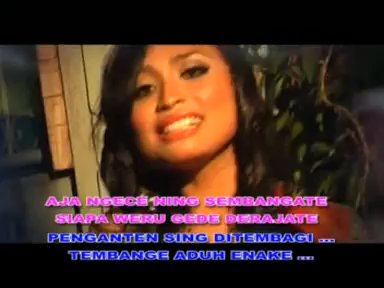 AJA NGECE NING SEMBANGATE
SIAPA WERU GEDE DERAJATE
PENGANTEN SING DITEMBAGI ...
TEMBANGE ADUH ENAKE ...